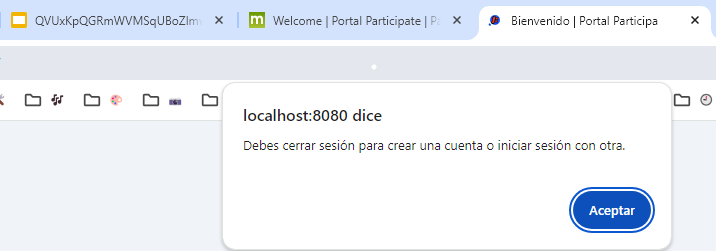 QVUxKpQGRmWVMSqUBoZIm
Welcome | Portal Participate | Pa
Bienvenido | Portal Participa
localhost:8080 dice
Debes cerrar sesión para crear una cuenta o iniciar sesión con otra.
Aceptar